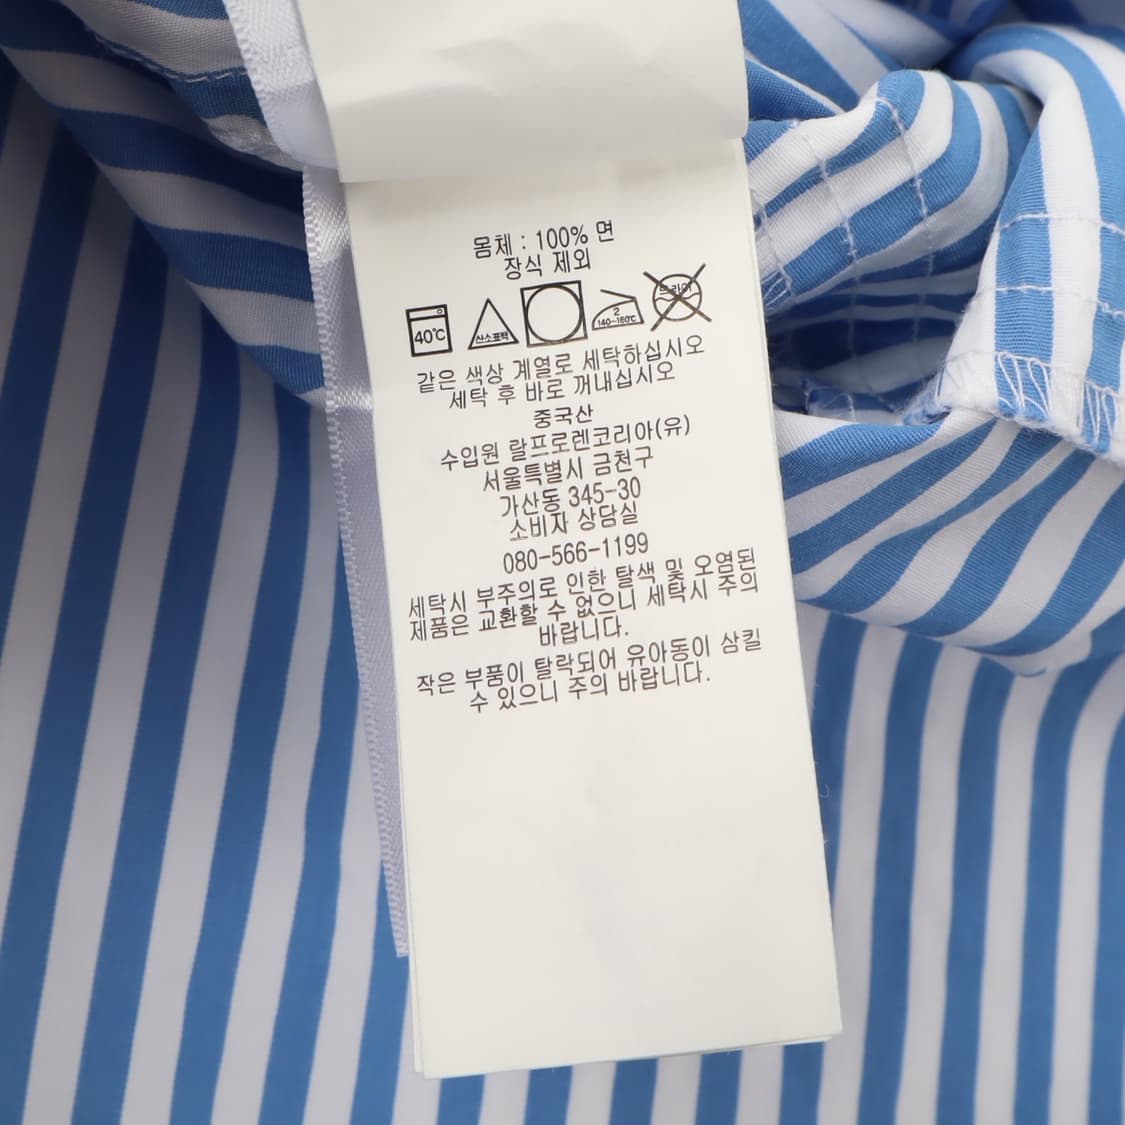 몸체 : 100% 면
장식 제외
40℃ 산소표백 2 140~160℃ 드라이
같은 색상 계열로 세탁하십시오
세탁 후 바로 꺼내십시오
중국산
수입원 랄프로렌코리아(유)
서울특별시 금천구
가산동 345-30
소비자 상담실
080-566-1199
세탁시 부주의로 인한 탈색 및 오염된
제품은 교환할 수 없으니 세탁시 주의
바랍니다.
작은 부품이 탈락되어 유아동이 삼킬
수 있으니 주의 바랍니다.